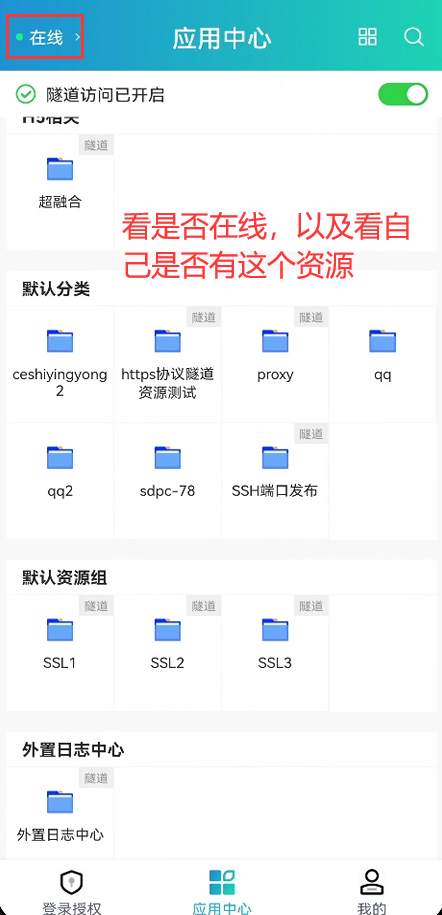 在线
应用中心
隧道访问已开启
H5相关
隧道
超融合
看是否在线，以及看自
己是否有这个资源
默认分类
隧道
隧道
ceshiyingyong
2
https协议隧道
资源测试
proxy
qq
隧道
qq2
sdpc-78
SSH端口发布
默认资源组
隧道
隧道
隧道
SSL1
SSL2
SSL3
外置日志中心
隧道
外置日志中心
登录授权
应用中心
我的